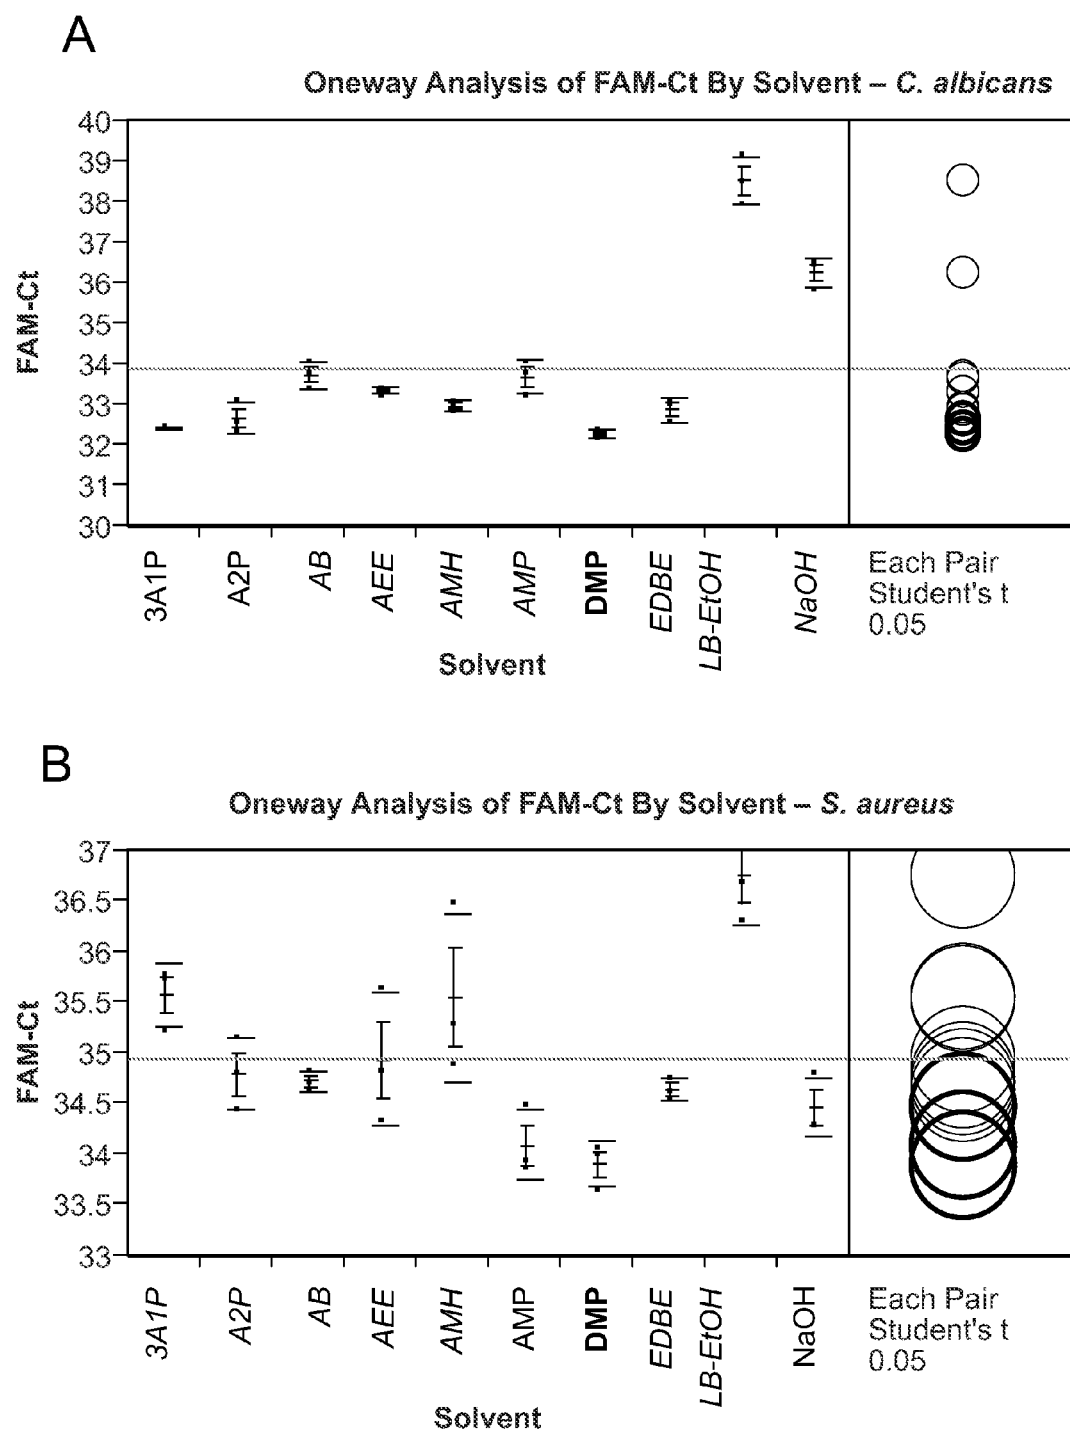 A
Oneway Analysis of FAM-Ct By Solvent – C. albicans
40
39
38
37
36
35
34
33
32
31
30
FAM-Ct
3A1P
A2P
AB
AEE
AMH
AMP
DMP
EDBE
LB-EtOH
NaOH
Each Pair
Student's t
0.05
Solvent
B
Oneway Analysis of FAM-Ct By Solvent – S. aureus
37
36.5
36
35.5
35
34.5
34
33.5
33
FAM-Ct
3A1P
A2P
AB
AEE
AMH
AMP
DMP
EDBE
LB-EtOH
NaOH
Each Pair
Student's t
0.05
Solvent